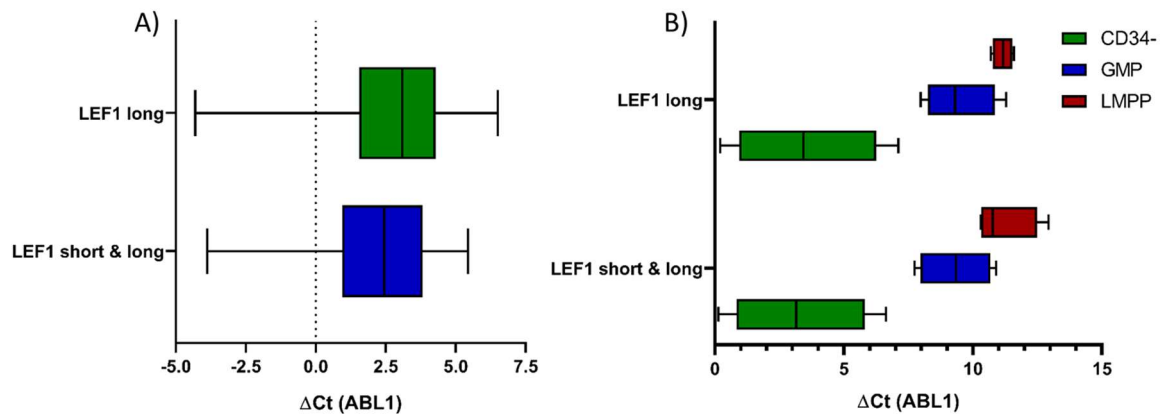 A)
LEF1 long
LEF1 short & long
-5.0 -2.5 0.0 2.5 5.0 7.5
ΔCt (ABL1)
B)
CD34-
GMP
LMPP
LEF1 long
LEF1 short & long
0 5 10 15
ΔCt (ABL1)